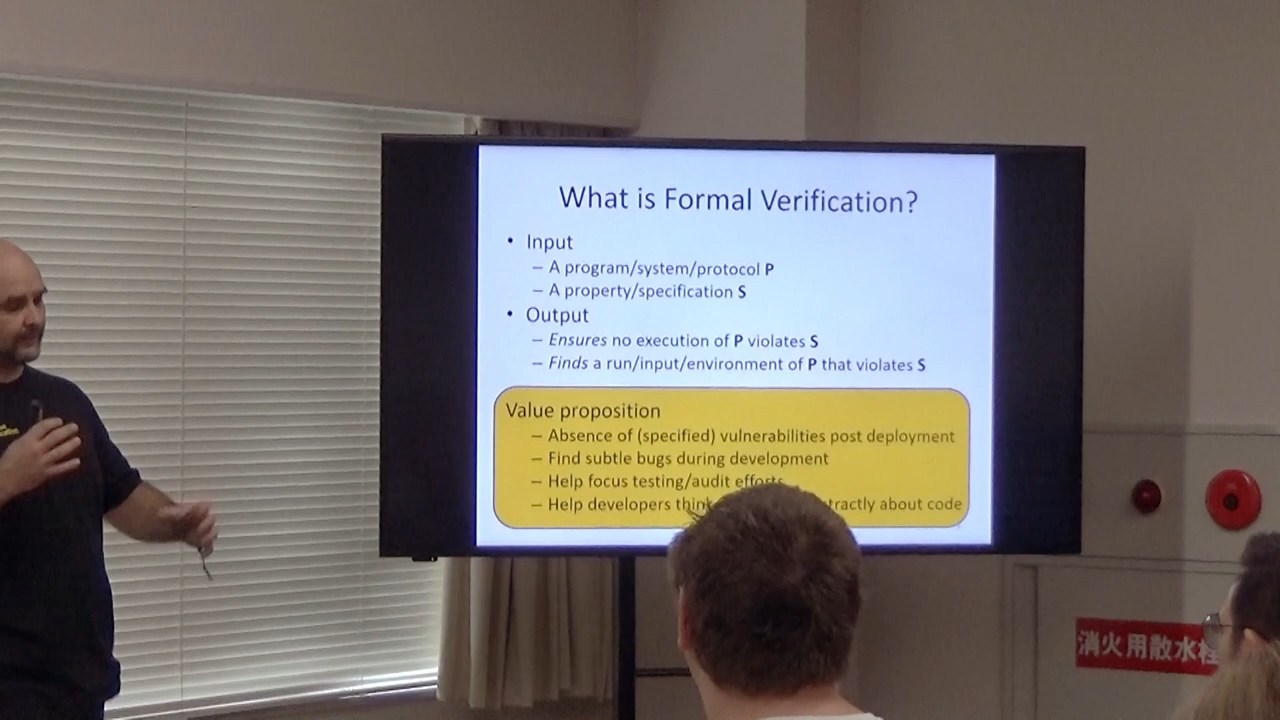 What is Formal Verification?
• Input
– A program/system/protocol P
– A property/specification S
• Output
– Ensures no execution of P violates S
– Finds a run/input/environment of P that violates S
Value proposition
– Absence of (specified) vulnerabilities post deployment
– Find subtle bugs during development
– Help focus testing/audit efforts
– Help developers think about code
消火用散水栓